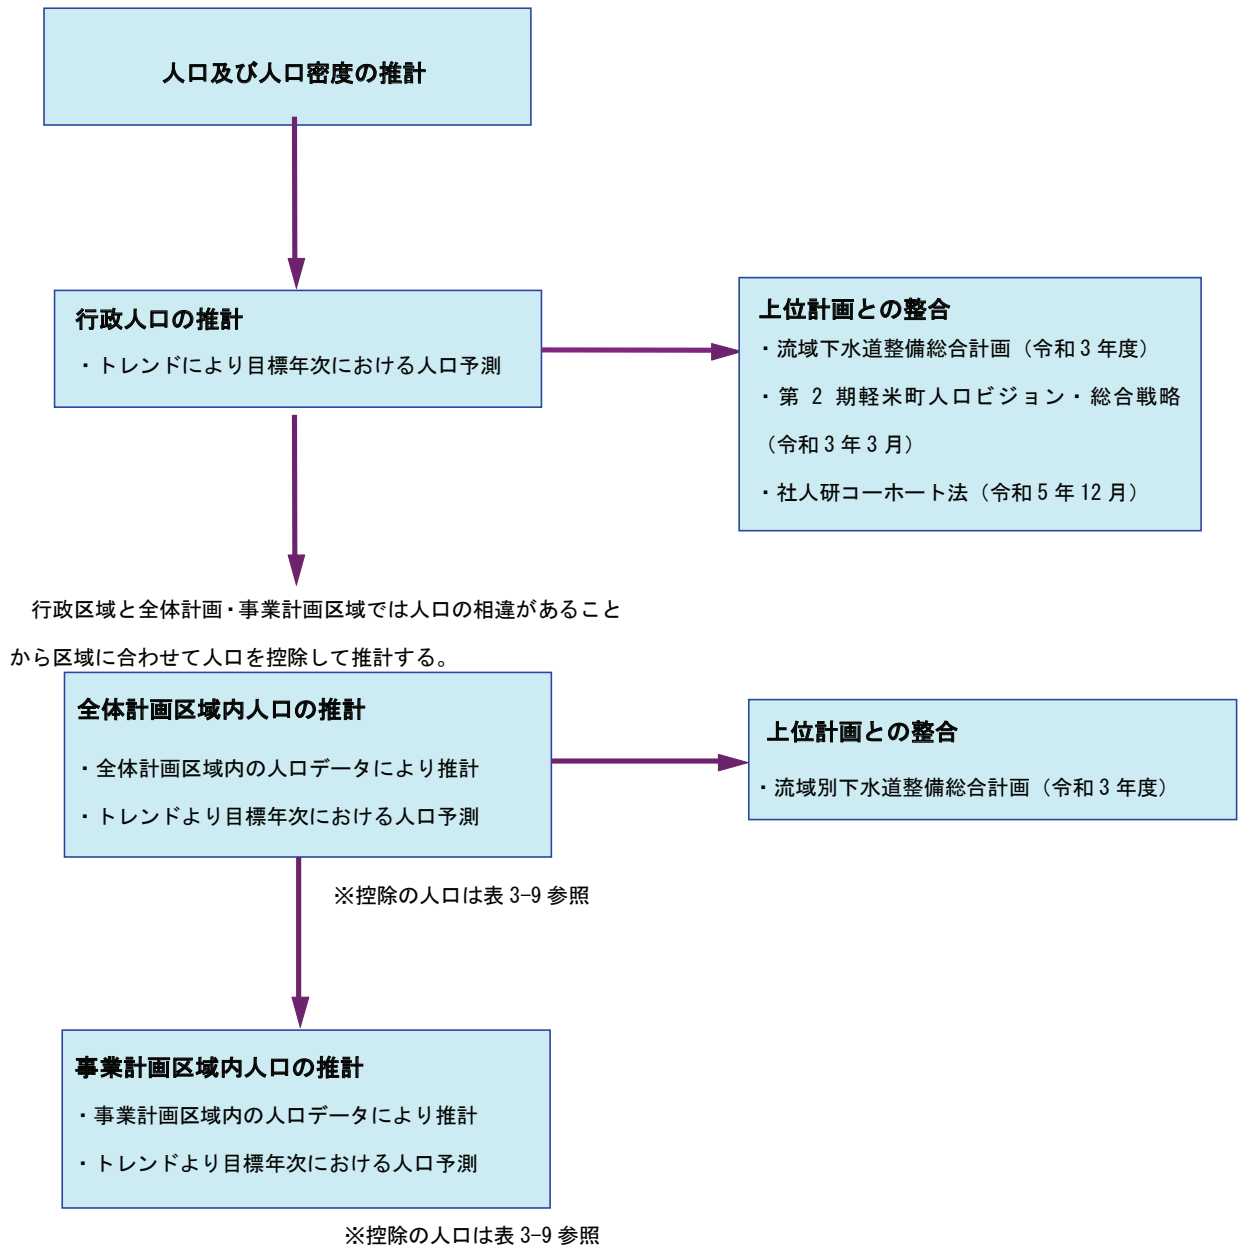 人口及び人口密度の推計
行政人口の推計
・トレンドにより目標年次における人口予測
上位計画との整合
・流域下水道整備総合計画（令和3年度）
・第 2 期軽米町人口ビジョン・総合戦略
（令和3年3月）
・社人研コーホート法（令和5年12月）
行政区域と全体計画・事業計画区域では人口の相違があること
から区域に合わせて人口を控除して推計する。
全体計画区域内人口の推計
・全体計画区域内の人口データにより推計
・トレンドより目標年次における人口予測
上位計画との整合
・流域別下水道整備総合計画（令和3年度）
※控除の人口は表 3-9 参照
事業計画区域内人口の推計
・事業計画区域内の人口データにより推計
・トレンドより目標年次における人口予測
※控除の人口は表 3-9 参照